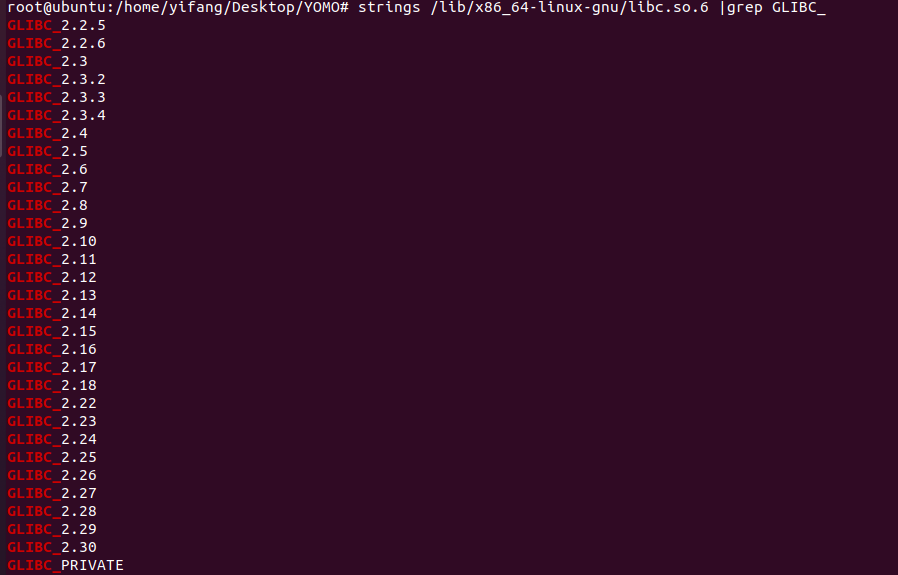 root@ubuntu:/home/yifang/Desktop/YOMO# strings /lib/x86_64-linux-gnu/libc.so.6 |grep GLIBC_
GLIBC_2.2.5
GLIBC_2.2.6
GLIBC_2.3
GLIBC_2.3.2
GLIBC_2.3.3
GLIBC_2.3.4
GLIBC_2.4
GLIBC_2.5
GLIBC_2.6
GLIBC_2.7
GLIBC_2.8
GLIBC_2.9
GLIBC_2.10
GLIBC_2.11
GLIBC_2.12
GLIBC_2.13
GLIBC_2.14
GLIBC_2.15
GLIBC_2.16
GLIBC_2.17
GLIBC_2.18
GLIBC_2.22
GLIBC_2.23
GLIBC_2.24
GLIBC_2.25
GLIBC_2.26
GLIBC_2.27
GLIBC_2.28
GLIBC_2.29
GLIBC_2.30
GLIBC_PRIVATE